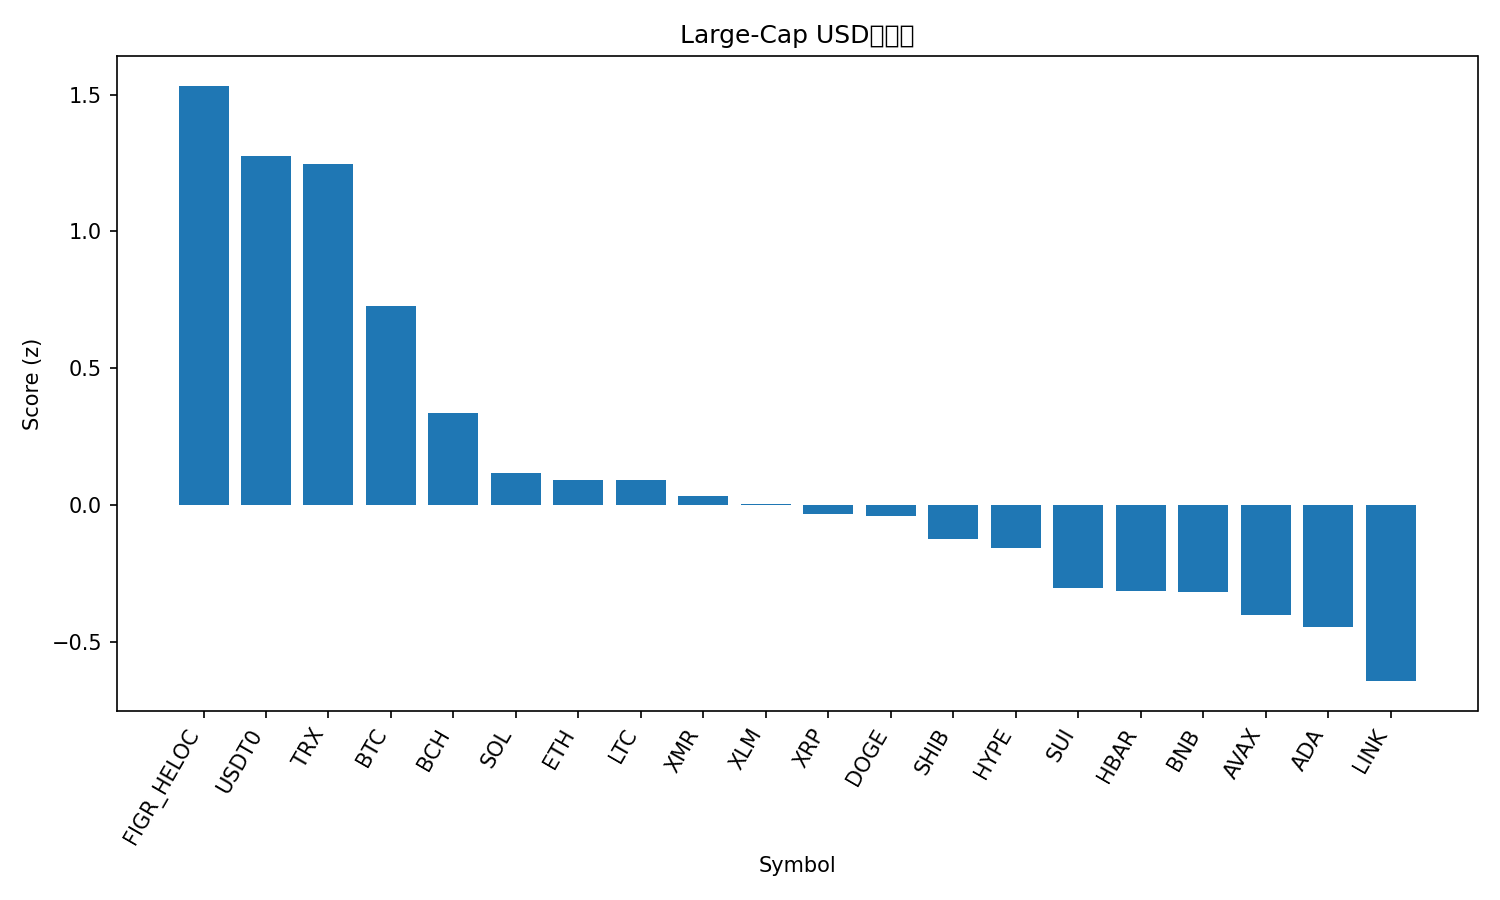 Large-Cap USD
Score (z)
1.5
1.0
0.5
0.0
−0.5
FIGR_HELOC
USDT0
TRX
BTC
BCH
SOL
ETH
LTC
XMR
XLM
XRP
DOGE
SHIB
HYPE
SUI
HBAR
BNB
AVAX
ADA
LINK
Symbol